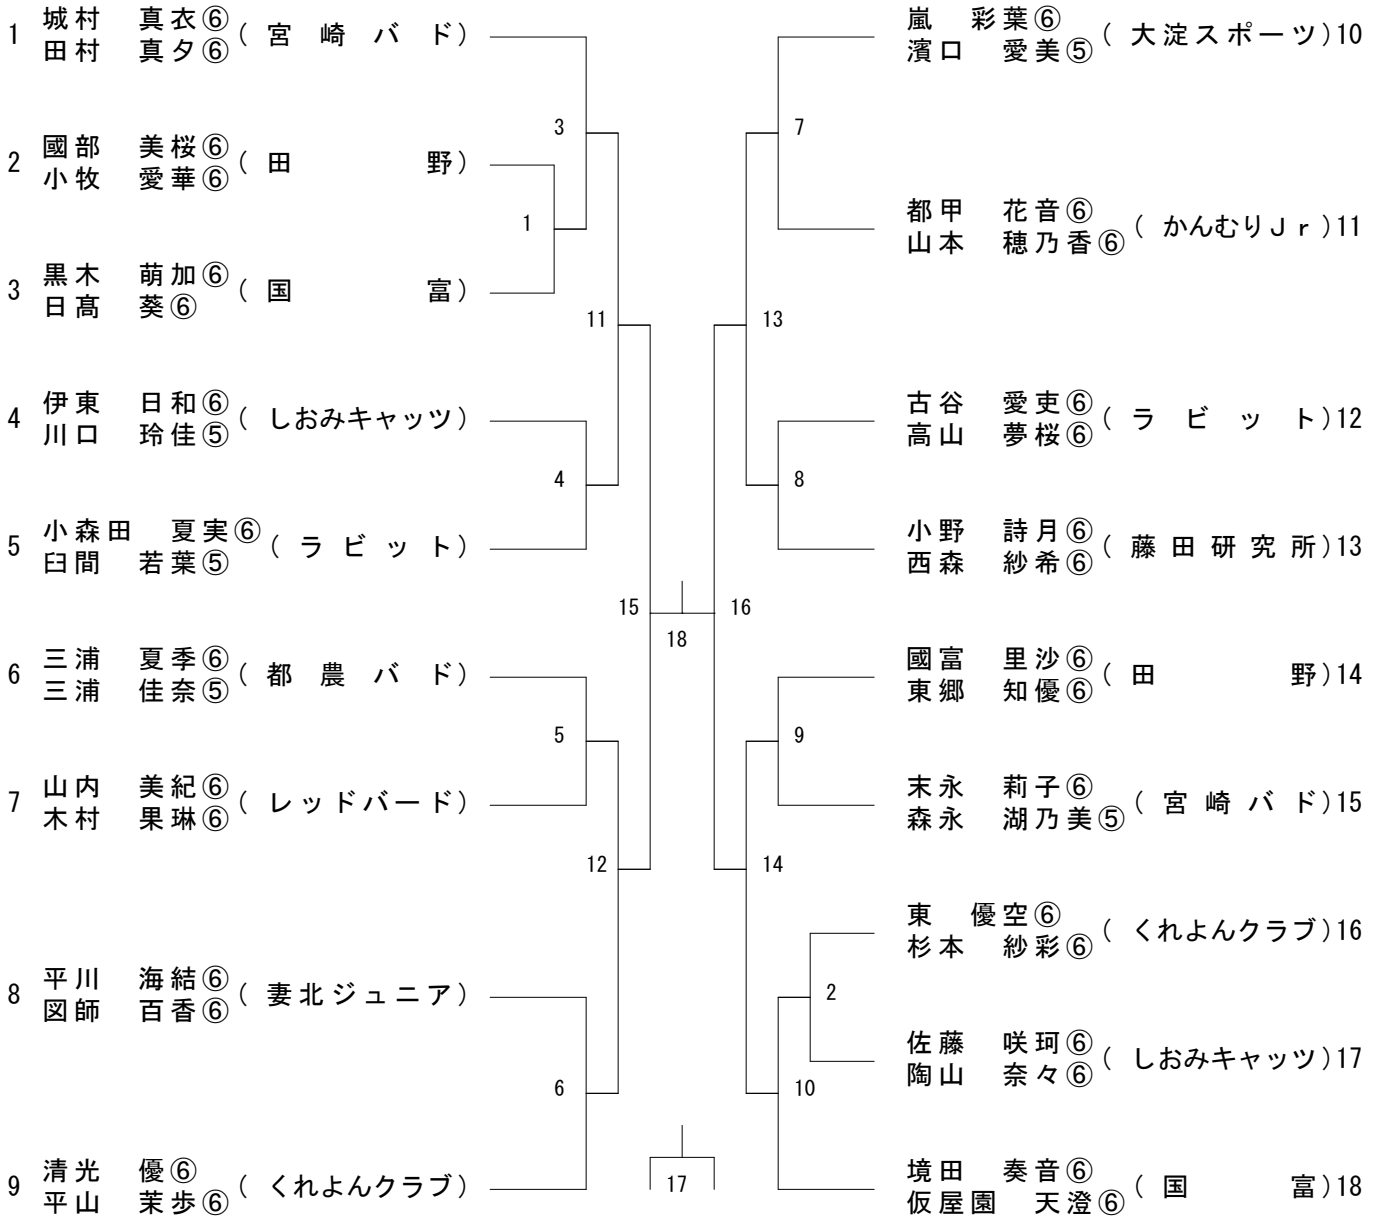 1 城村 真衣⑥ (宮崎バド)
田村 真夕⑥
2 國部 美桜⑥ (田野)
小牧 愛華⑥
3 黒木 萌加⑥ (国富)
日髙 葵⑥
4 伊東 日和⑥ (しおみキャッツ)
川口 玲佳⑤
5 小森田 夏実⑥ (ラビット)
臼間 若葉⑤
6 三浦 夏季⑥ (都農バド)
三浦 佳奈⑤
7 山内 美紀⑥ (レッドバード)
木村 果琳⑥
8 平川 海結⑥ (妻北ジュニア)
図師 百香⑥
9 清光 優⑥ (くれよんクラブ)
平山 茉歩⑥
3
1
11
4
15
5
12
6
18
17
7
13
8
16
9
14
2
10
嵐 彩葉⑥ (大淀スポーツ) 10
濱口 愛美⑤
都甲 花音⑥ (かんむりJr) 11
山本 穂乃香⑥
古谷 愛吏⑥ (ラビット) 12
高山 夢桜⑥
小野 詩月⑥ (藤田研究所) 13
西森 紗希⑥
國富 里沙⑥ (田野) 14
東郷 知優⑥
末永 莉子⑥ (宮崎バド) 15
森永 湖乃美⑤
東 優空⑥ (くれよんクラブ) 16
杉本 紗彩⑥
佐藤 咲珂⑥ (しおみキャッツ) 17
陶山 奈々⑥
境田 奏音⑥ (国富) 18
仮屋園 天澄⑥